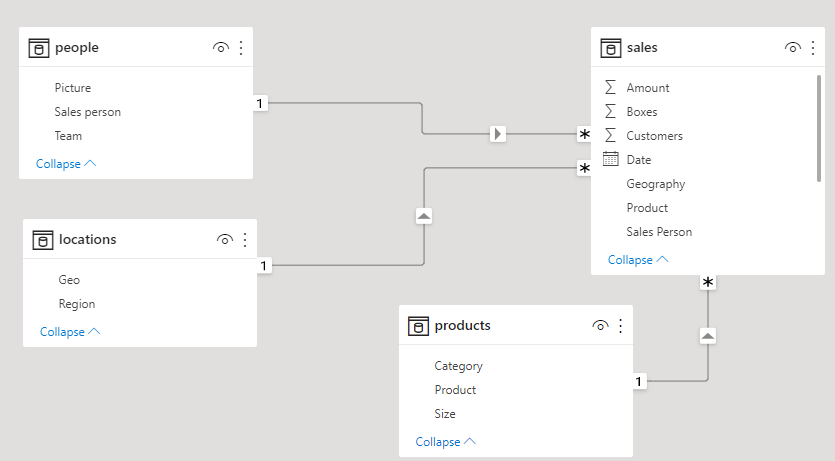 people
Picture
Sales person
Team
Collapse
1
sales
Amount
Boxes
Customers
Date
Geography
Product
Sales Person
Collapse
*
*
*
locations
Geo
Region
Collapse
1
products
Category
Product
Size
Collapse
1